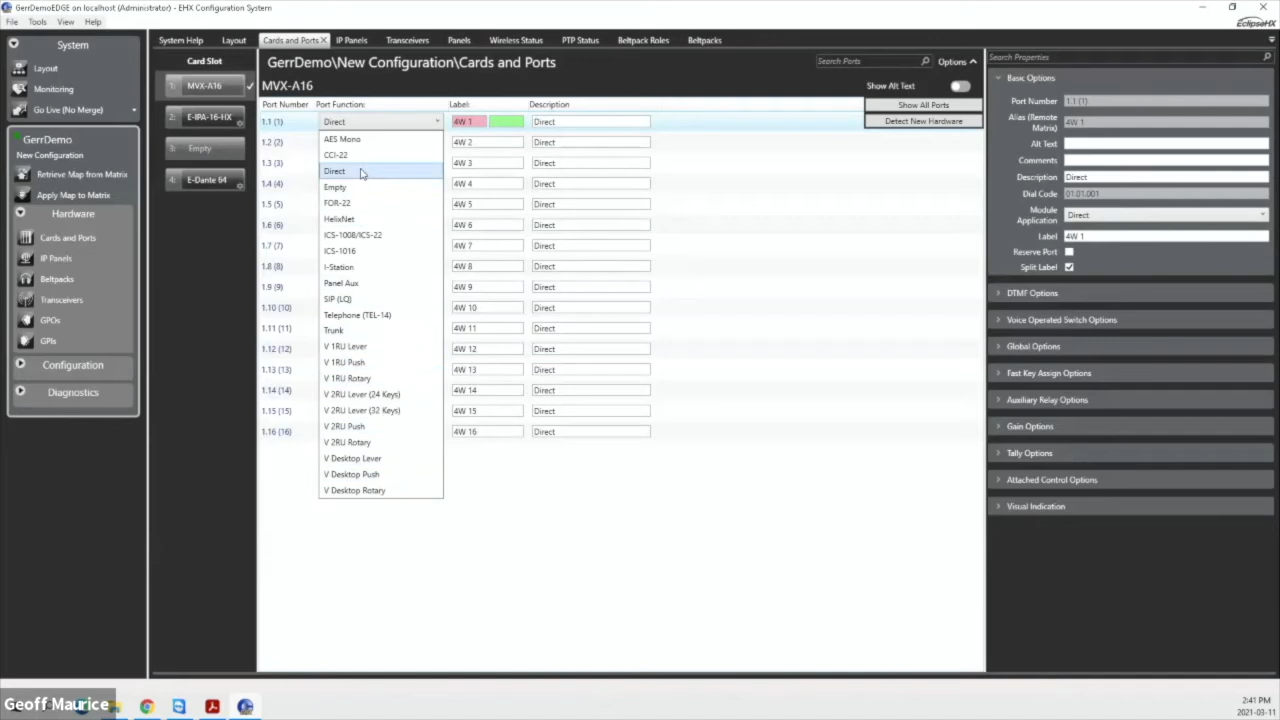 GerrDemoEDGE on localhost (Administrator) - EHX Configuration System
File Tools View Help
EclipseHX
System
Layout
Monitoring
Go Live (No Merge)
GerrDemo
New Configuration
Retrieve Map from Matrix
Apply Map to Matrix
Hardware
Cards and Ports
IP Panels
Beltpacks
Transceivers
GPOs
GPIs
Configuration
Diagnostics
System Help Layout Cards and Ports X IP Panels Transceivers Panels Wireless Status PTP Status Beltpack Roles Beltpacks
Card Slot
1: MVX-A16
2: E-IPA-16-HX
3: Empty
4: E-Dante 64
GerrDemo\New Configuration\Cards and Ports
Search Ports
Options
MVX-A16
Show Alt Text
Show All Ports
Detect New Hardware
Port Number Port Function: Label: Description
1.1 (1) Direct 4W 1 Direct
1.2 (2) 4W 2 Direct
1.3 (3) 4W 3 Direct
1.4 (4) 4W 4 Direct
1.5 (5) 4W 5 Direct
1.6 (6) 4W 6 Direct
1.7 (7) 4W 7 Direct
1.8 (8) 4W 8 Direct
1.9 (9) 4W 9 Direct
1.10 (10) 4W 10 Direct
1.11 (11) 4W 11 Direct
1.12 (12) 4W 12 Direct
1.13 (13) 4W 13 Direct
1.14 (14) 4W 14 Direct
1.15 (15) 4W 15 Direct
1.16 (16) 4W 16 Direct
AES Mono
CCI-22
Direct
Empty
FOR-22
HelixNet
ICS-1008/ICS-22
ICS-1016
I-Station
Panel Aux
SIP (LQ)
Telephone (TEL-14)
Trunk
V 1RU Lever
V 1RU Push
V 1RU Rotary
V 2RU Lever (24 Keys)
V 2RU Lever (32 Keys)
V 2RU Push
V 2RU Rotary
V Desktop Lever
V Desktop Push
V Desktop Rotary
Search Properties
Basic Options
Port Number 1.1 (1)
Alias (Remote Matrix) 4W 1
Alt Text
Comments
Description Direct
Dial Code 01.01.001
Module Application Direct
Label 4W 1
Reserve Port
Split Label
DTMF Options
Voice Operated Switch Options
Global Options
Fast Key Assign Options
Auxiliary Relay Options
Gain Options
Tally Options
Attached Control Options
Visual Indication
Geoff Maurice
2:41 PM
2021-03-11